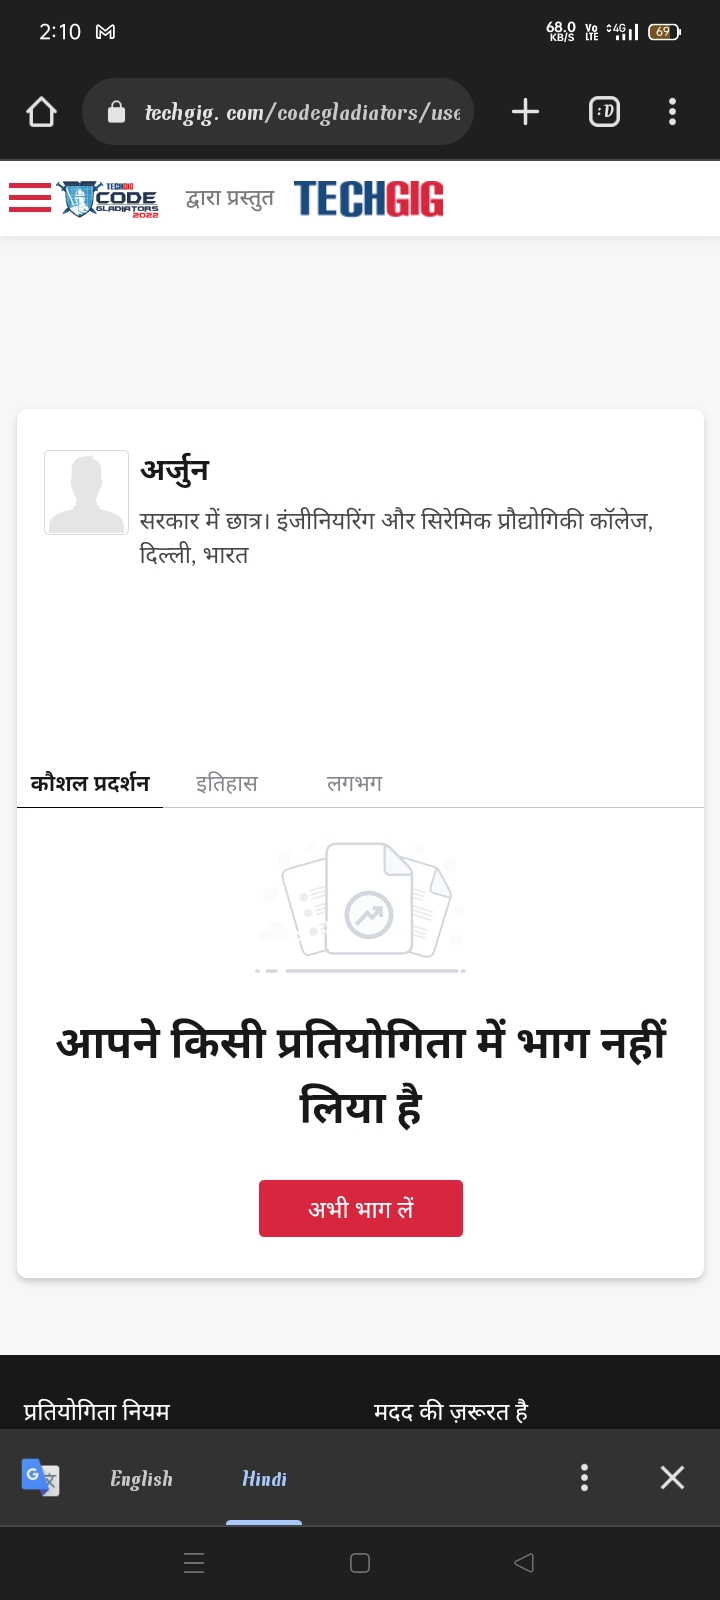 2:10
68.0 KB/S Vo LTE 4G 69
techgig.com/codegladiators/use
:D
TECHGIG CODE GLADIATORS 2022 द्वारा प्रस्तुत TECHGIG
अर्जुन
सरकार में छात्र। इंजीनियरिंग और सिरेमिक प्रौद्योगिकी कॉलेज,
दिल्ली, भारत
कौशल प्रदर्शन इतिहास लगभग
आपने किसी प्रतियोगिता में भाग नहीं
लिया है
अभी भाग लें
प्रतियोगिता नियम मदद की ज़रूरत है
G 文 English Hindi